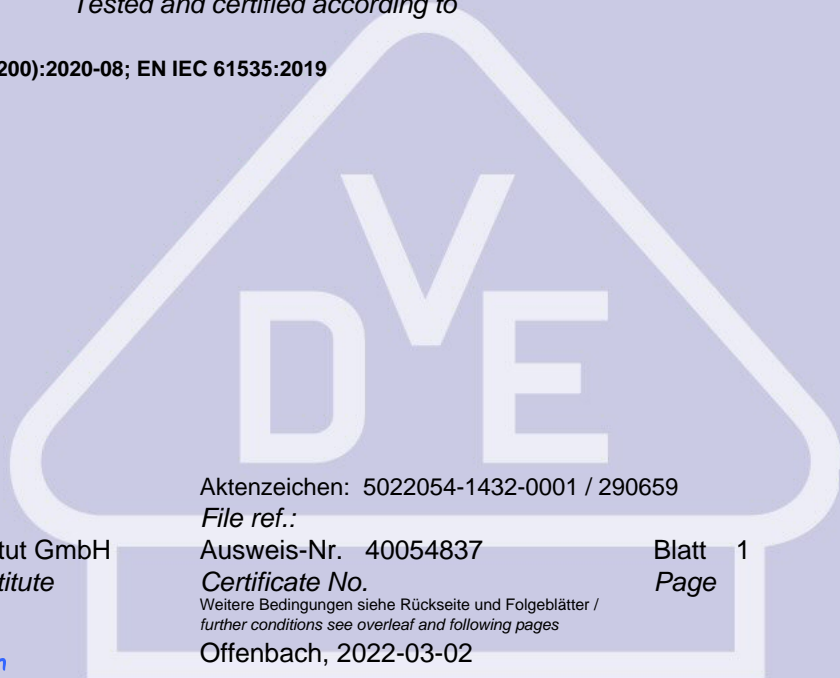 Tested and certified according to
200):2020-08; EN IEC 61535:2019
VDE
Aktenzeichen: 5022054-1432-0001 / 290659
File ref.:
tut GmbH Ausweis-Nr. 40054837 Blatt 1
titute Certificate No. Page
Weitere Bedingungen siehe Rückseite und Folgeblätter /
further conditions see overleaf and following pages
Offenbach, 2022-03-02